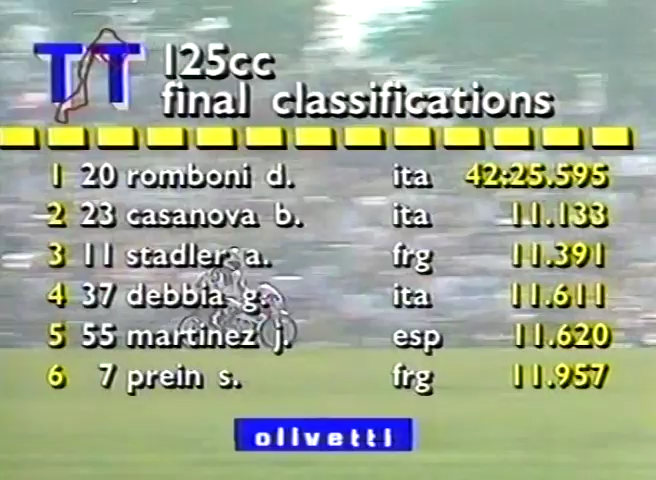 TT 125cc
final classifications
1 20 romboni d. ita 42:25.595
2 23 casanova b. ita 11.133
3 11 stadler a. frg 11.391
4 37 debbia g. ita 11.611
5 55 martinez j. esp 11.620
6 7 prein s. frg 11.957
olivetti